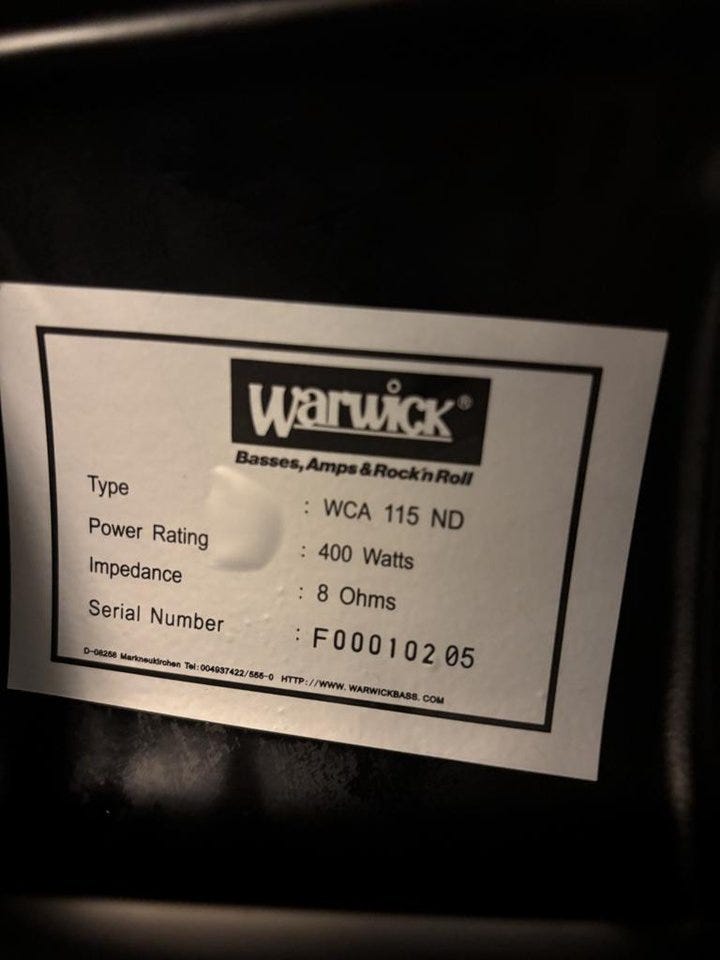 Warwick®
Basses, Amps & Rock'n Roll
Type : WCA 115 ND
Power Rating : 400 Watts
Impedance : 8 Ohms
Serial Number : F00010205
D-08258 Markneukirchen Tel:004937422/555-0 HTTP://WWW.WARWICKBASS.COM